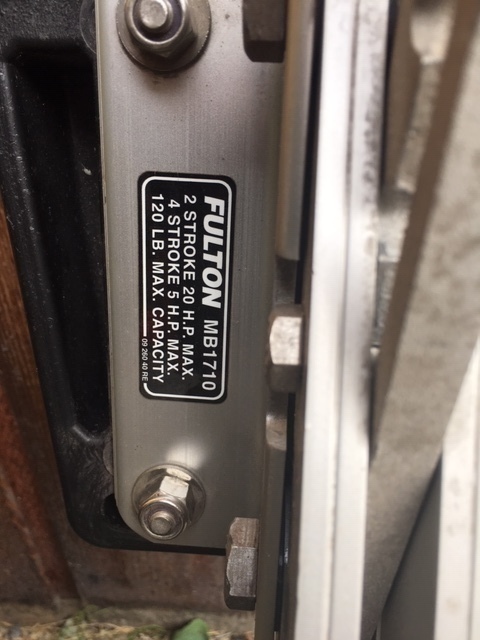 FULTON MB1710
2 STROKE 20 H.P. MAX.
4 STROKE 5 H.P. MAX.
120 LB. MAX. CAPACITY
09 260 40 RE